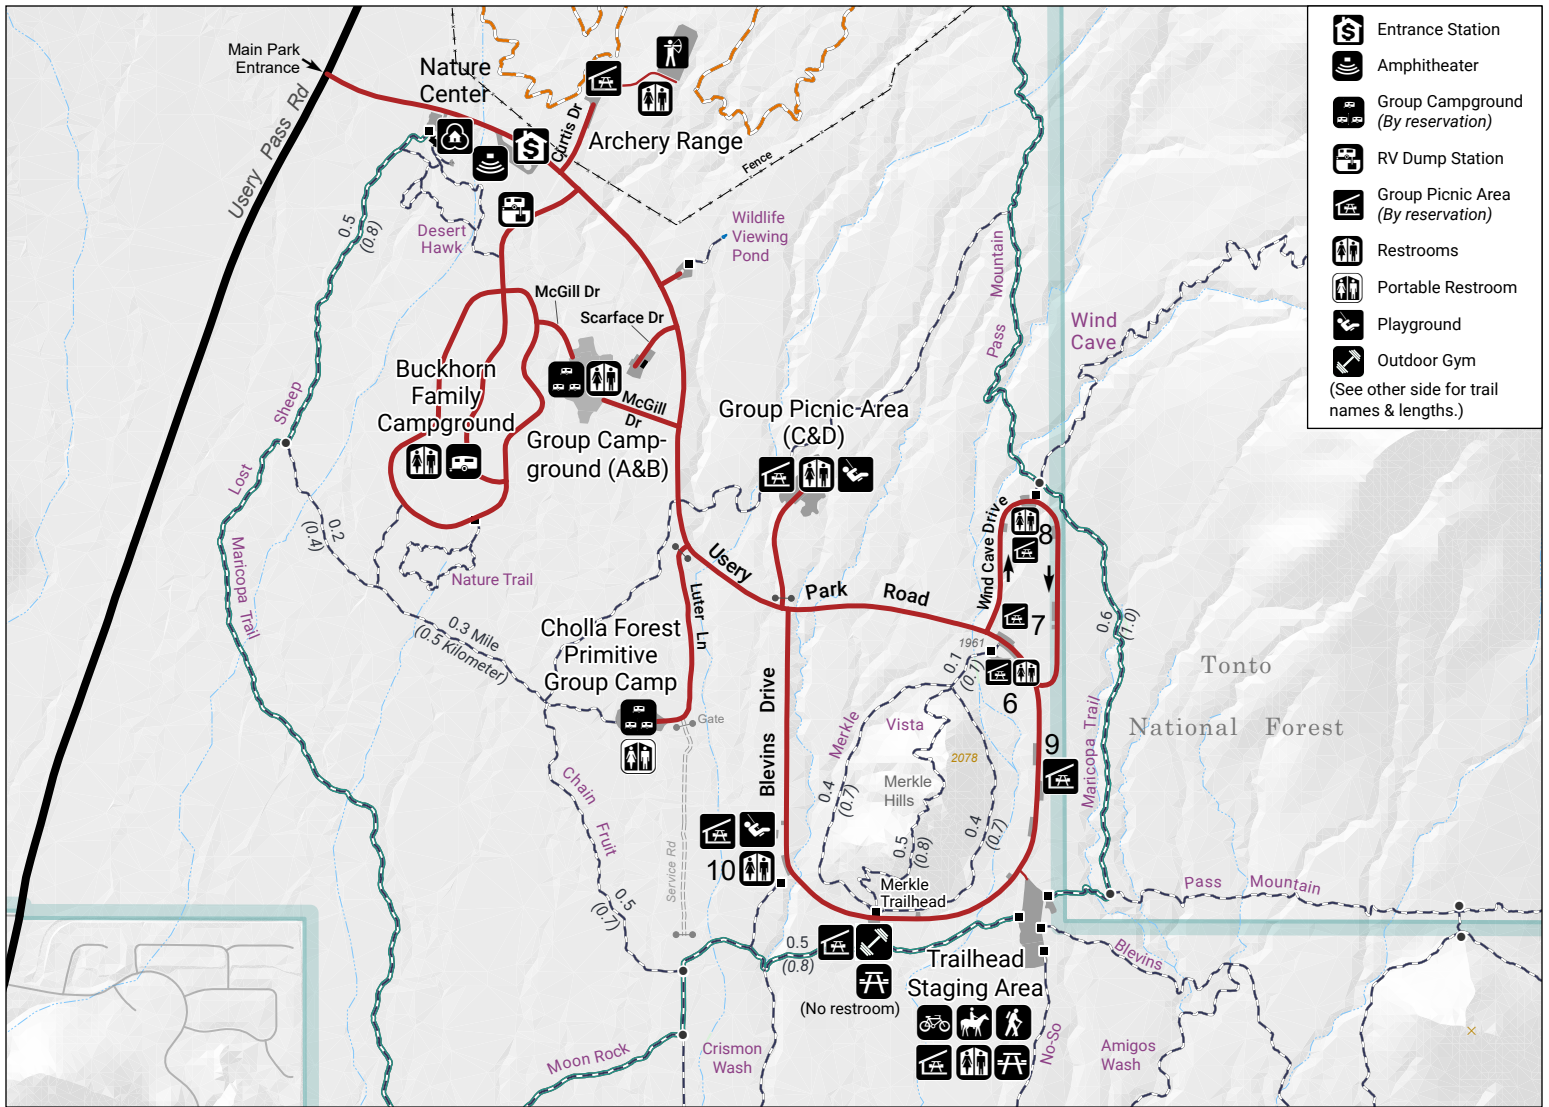 Main Park
Entrance
Usery Pass Rd
Nature
Center
Curtis Dr
Archery Range
Fence
Entrance Station
Amphitheater
Group Campground
(By reservation)
RV Dump Station
Group Picnic Area
(By reservation)
Restrooms
Portable Restroom
Playground
Outdoor Gym
(See other side for trail
names & lengths.)
0.5
(0.8)
Desert
Hawk
Wildlife
Viewing
Pond
Pass Mountain
Wind
Cave
McGill Dr
Scarface Dr
Buckhorn
Family
Campground
McGill
Dr
Group Camp-
ground (A&B)
Group Picnic Area
(C&D)
Lost Sheep
0.2
(0.4)
Maricopa Trail
Nature Trail
Usery Park Road
Wind Cave Drive
8
7
Luter Ln
0.3 Mile
(0.5 Kilometer)
Cholla Forest
Primitive
Group Camp
Gate
0.6
(1.0)
1961
0.1
(0.1)
6
Tonto
National Forest
Maricopa Trail
Blevins Drive
Merkle
Vista
2078
Merkle
Hills
9
0.4
(0.7)
0.5
(0.8)
0.4
(0.7)
Chain Fruit
0.5
(0.7)
Service Rd
10
Merkle
Trailhead
Pass Mountain
0.5
(0.8)
(No restroom)
Trailhead
Staging Area
Blevins
Moon Rock
Crismon
Wash
No-So
Amigos
Wash